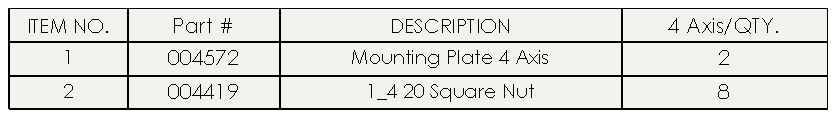 ITEM NO. Part # DESCRIPTION 4 Axis/QTY.
1 004572 Mounting Plate 4 Axis 2
2 004419 1_4 20 Square Nut 8